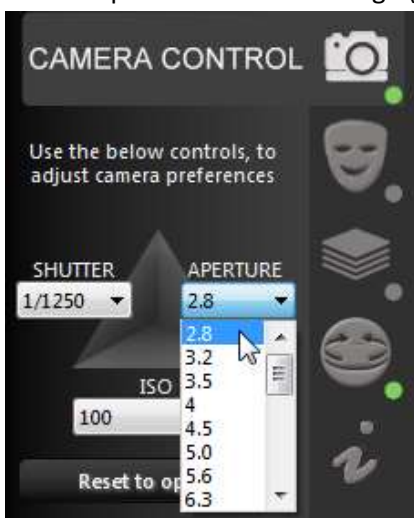 CAMERA CONTROL
Use the below controls, to
adjust camera preferences
SHUTTER
APERTURE
1/1250
2.8
2.8
3.2
3.5
4
4.5
5.0
5.6
6.3
ISO
100
Reset to op